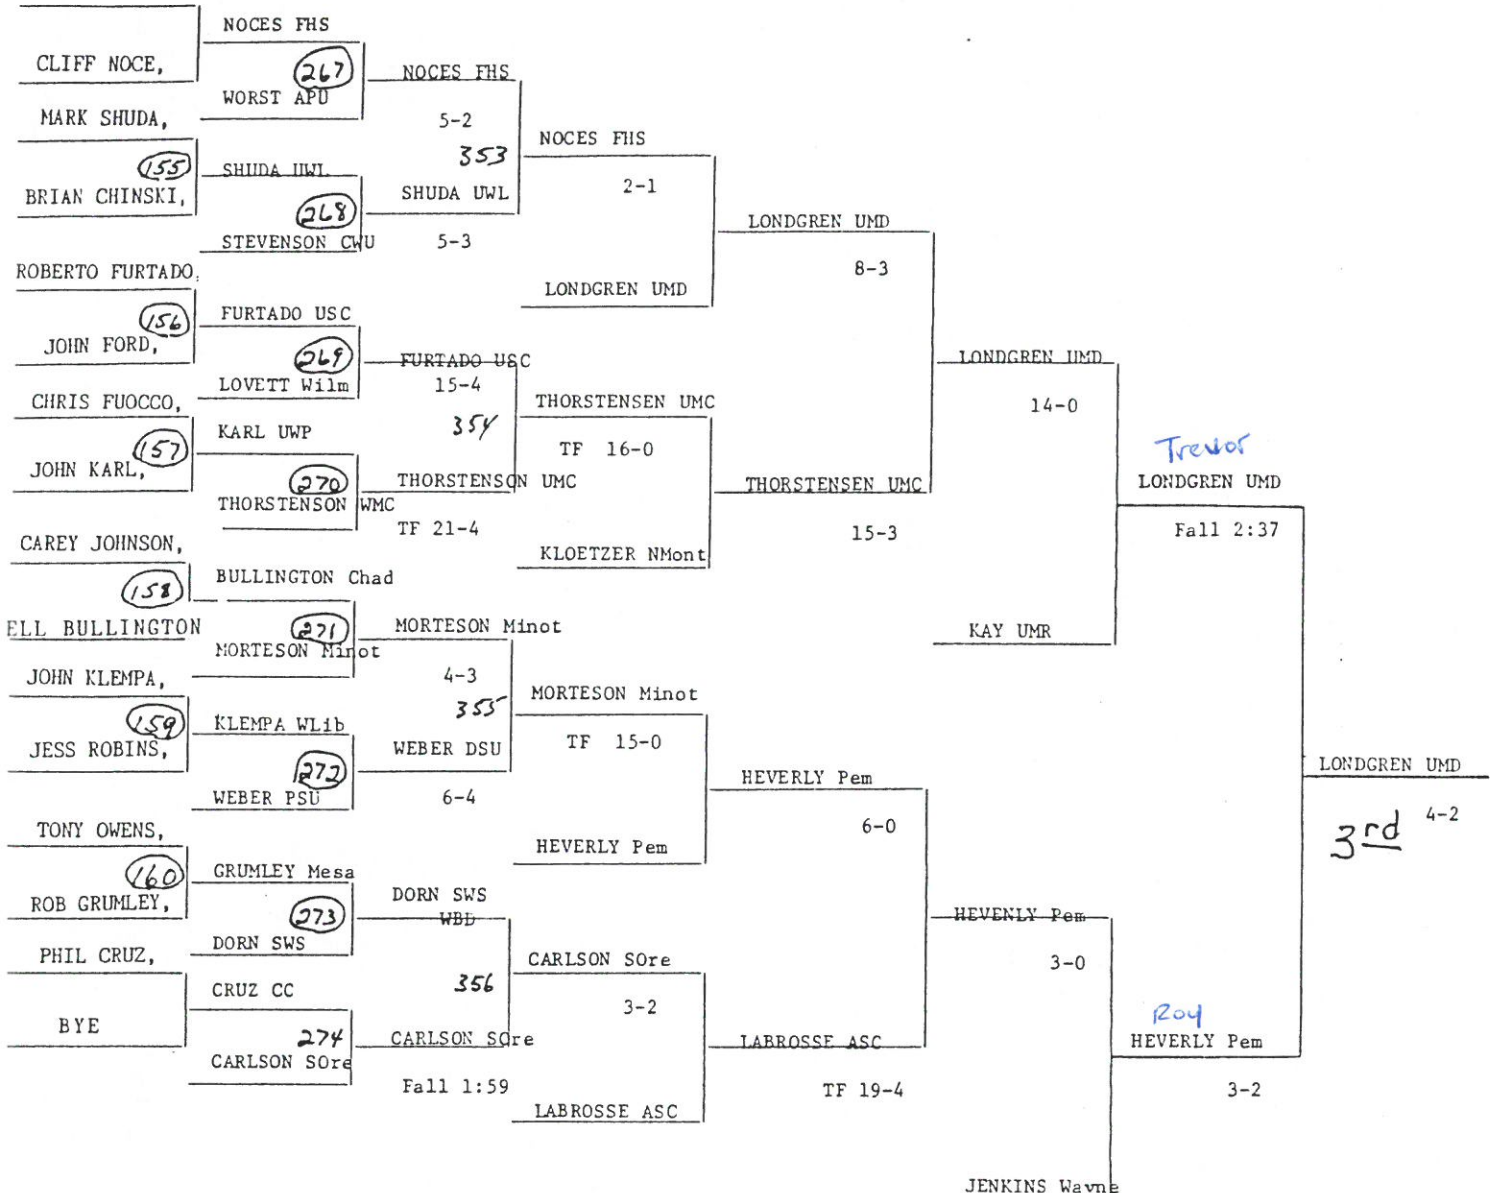 NOCES FHS
CLIFF NOCE,
267
NOCES FHS
WORST APU
MARK SHUDA,
5-2
353
NOCES FHS
155
SHUDA UWL
2-1
BRIAN CHINSKI,
268
SHUDA UWL
LONDGREN UMD
STEVENSON CWU
5-3
8-3
ROBERTO FURTADO,
LONDGREN UMD
156
FURTADO USC
JOHN FORD,
269
FURTADO USC
LONDGREN UMD
LOVETT Wilm
15-4
CHRIS FUOCCO,
THORSTENSEN UMC
14-0
354
KARL UWP
157
TF 16-0
Trevor
JOHN KARL,
270
THORSTENSON UMC
THORSTENSEN UMC
LONDGREN UMD
THORSTENSON WMC
TF 21-4
15-3
Fall 2:37
CAREY JOHNSON,
KLOETZER NMont
158
BULLINGTON Chad
ELL BULLINGTON
271
MORTESON Minot
KAY UMR
MORTESON Minot
JOHN KLEMPA,
4-3
MORTESON Minot
355
159
KLEMPA WLib
TF 15-0
JESS ROBINS,
WEBER DSU
272
HEVERLY Pem
LONDGREN UMD
WEBER PSU
6-4
6-0
4-2
3rd
TONY OWENS,
HEVERLY Pem
160
GRUMLEY Mesa
ROB GRUMLEY,
DORN SWS
273
WBD
HEVENLY Pem
DORN SWS
PHIL CRUZ,
CARLSON SOre
3-0
356
CRUZ CC
3-2
Roy
BYE
274
CARLSON SOre
LABROSSE ASC
HEVERLY Pem
CARLSON SOre
Fall 1:59
TF 19-4
3-2
LABROSSE ASC
JENKINS Wayne